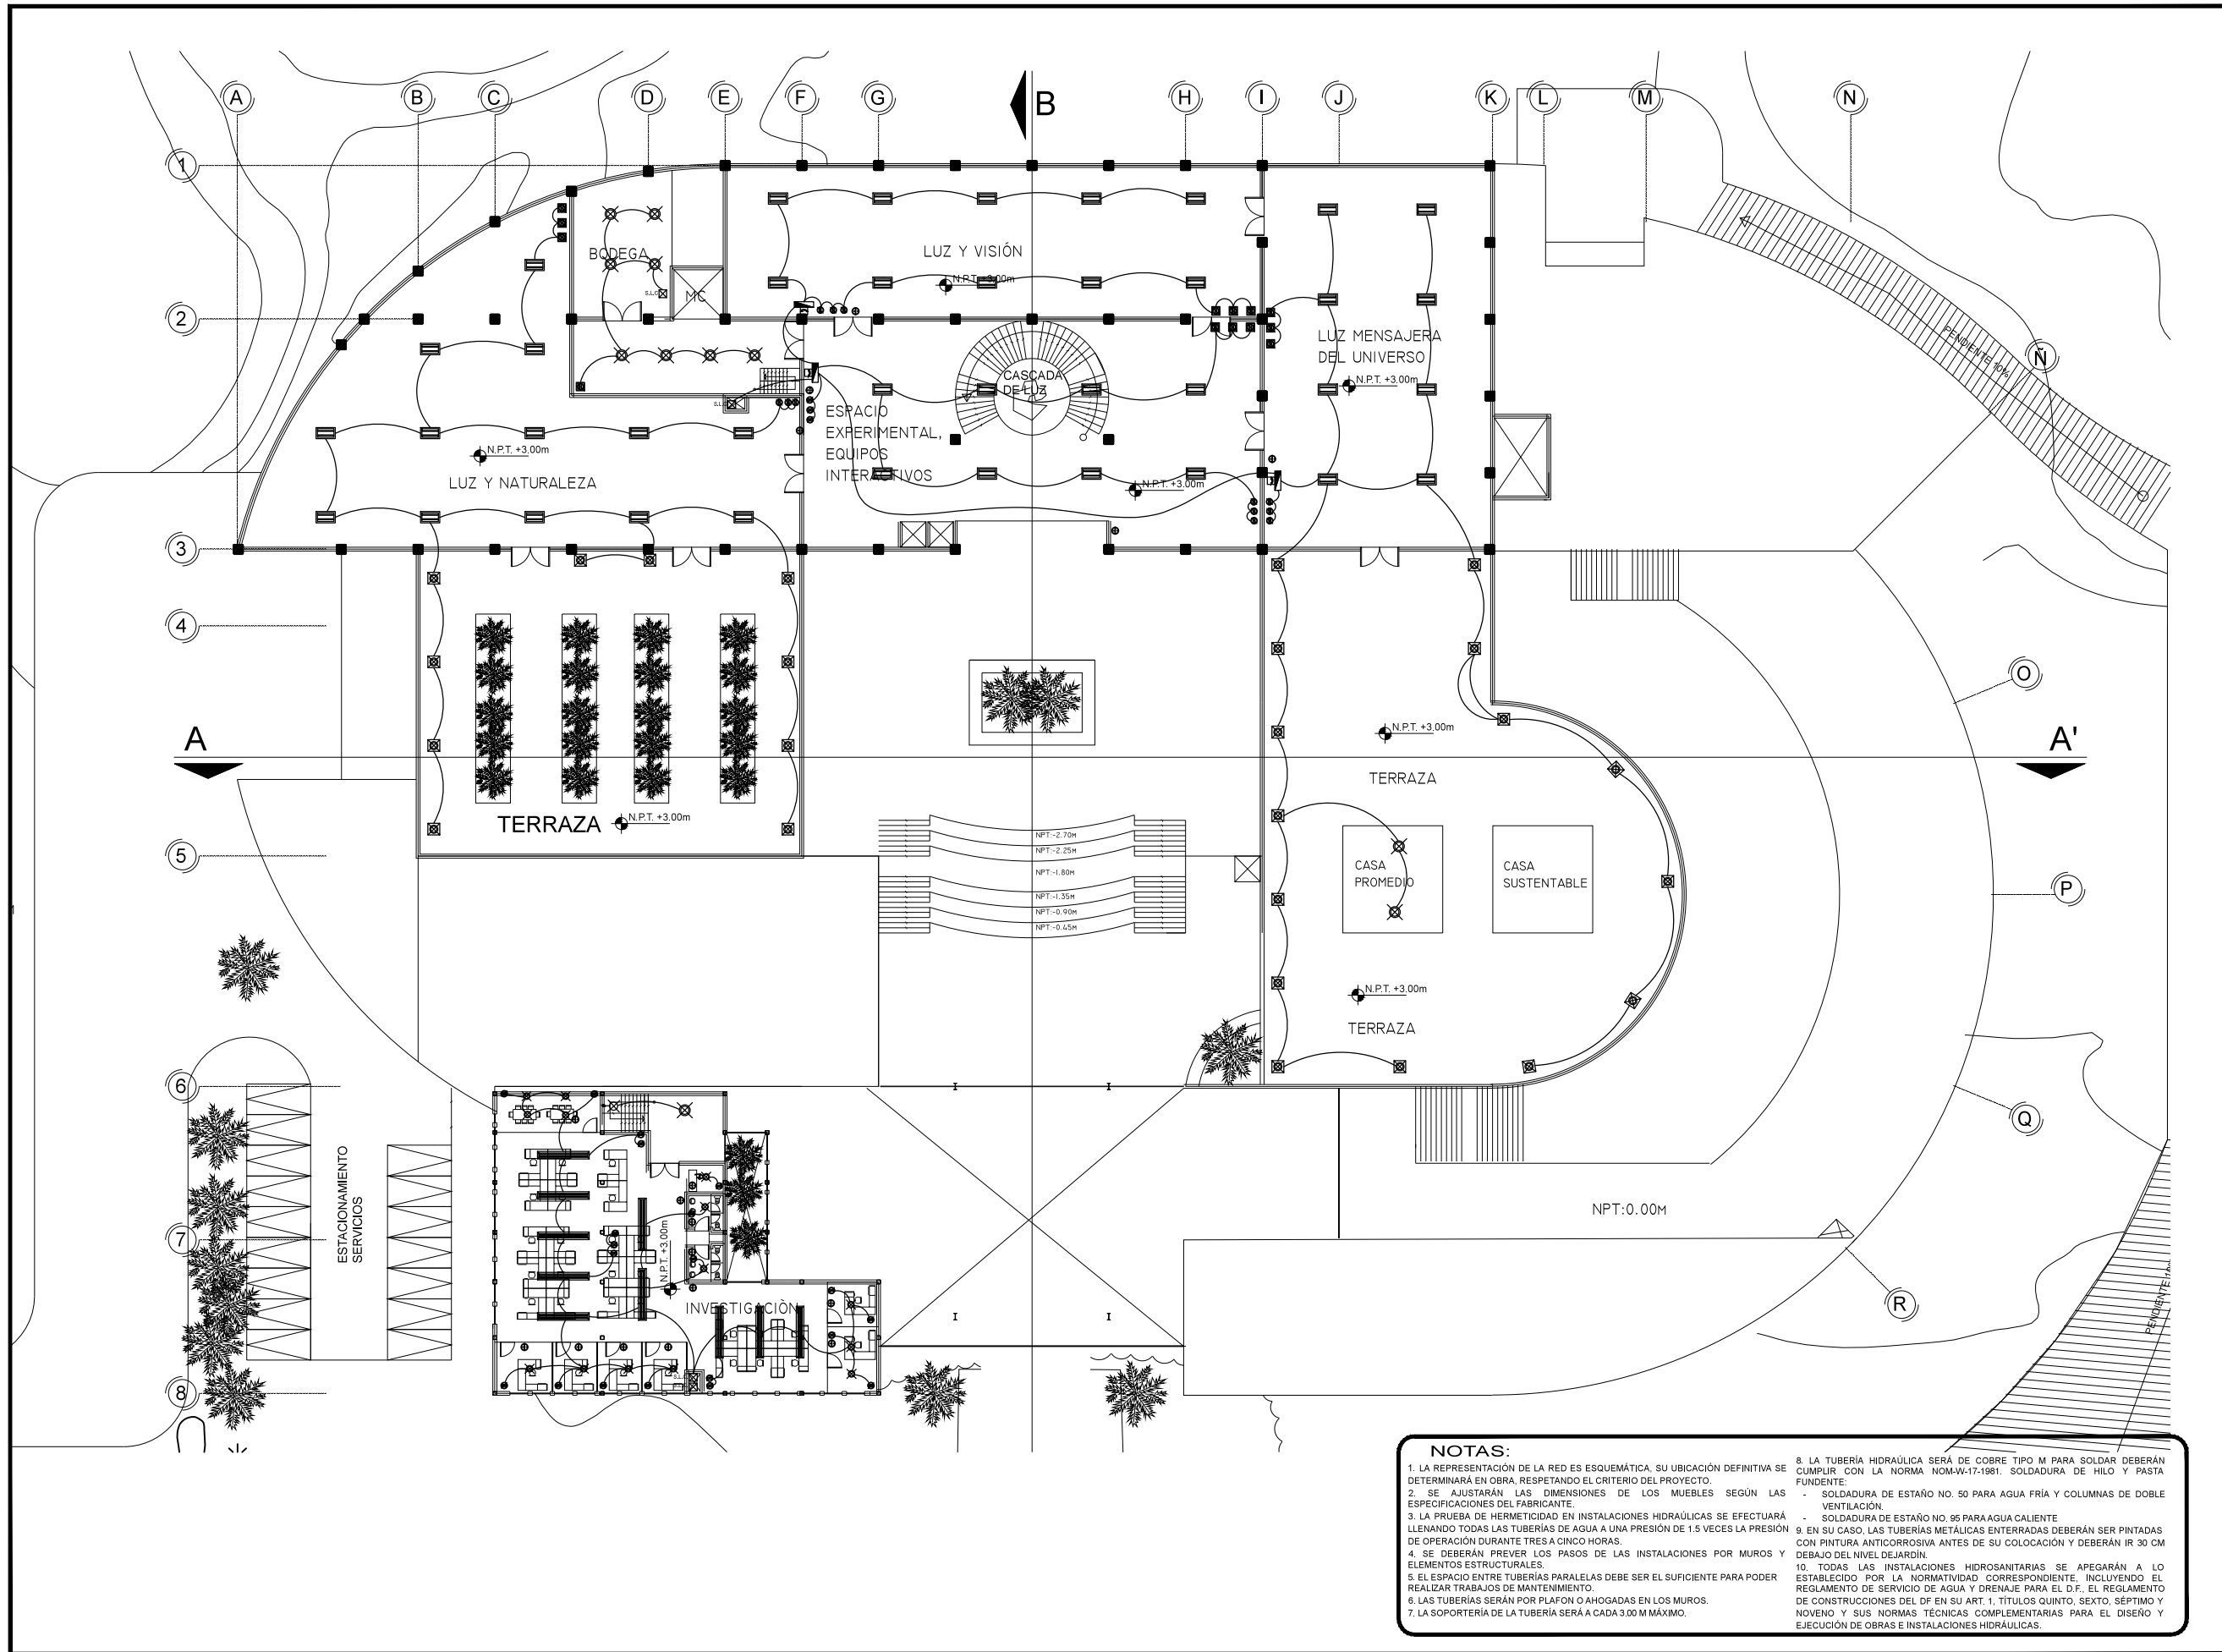 A
B
C
D
E
F
G
B
H
I
J
K
L
M
N
1
BODEGA
LUZ Y VISIÓN
N.P.T. +3.00m
S.L.C
MC
2
LUZ MENSAJERA
DEL UNIVERSO
N.P.T. +3.00m
PENDIENTE 10%
Ñ
CASCADA
DE LUZ
ESPACIO
EXPERIMENTAL,
EQUIPOS
INTERACTIVOS
N.P.T. +3.00m
S.L.C
N.P.T. +3.00m
LUZ Y NATURALEZA
3
4
O
A
A'
N.P.T. +3.00m
TERRAZA
TERRAZA
N.P.T. +3.00m
NPT:-2.70M
NPT:-2.25M
NPT:-1.80M
NPT:-1.35M
NPT:-0.90M
NPT:-0.45M
5
CASA
PROMEDIO
CASA
SUSTENTABLE
P
N.P.T. +3.00m
TERRAZA
6
Q
ESTACIONAMIENTO
SERVICIOS
7
N.P.T. +3.00m
INVESTIGACIÒN
NPT:0.00M
R
PENDIENTE 10%
S.L.C
8
NOTAS:
1. LA REPRESENTACIÓN DE LA RED ES ESQUEMÁTICA, SU UBICACIÓN DEFINITIVA SE
DETERMINARÁ EN OBRA, RESPETANDO EL CRITERIO DEL PROYECTO.
2. SE AJUSTARÁN LAS DIMENSIONES DE LOS MUEBLES SEGÚN LAS
ESPECIFICACIONES DEL FABRICANTE.
3. LA PRUEBA DE HERMETICIDAD EN INSTALACIONES HIDRAÚLICAS SE EFECTUARÁ
LLENANDO TODAS LAS TUBERÍAS DE AGUA A UNA PRESIÓN DE 1.5 VECES LA PRESIÓN
DE OPERACIÓN DURANTE TRES A CINCO HORAS.
4. SE DEBERÁN PREVER LOS PASOS DE LAS INSTALACIONES POR MUROS Y
ELEMENTOS ESTRUCTURALES.
5. EL ESPACIO ENTRE TUBERÍAS PARALELAS DEBE SER EL SUFICIENTE PARA PODER
REALIZAR TRABAJOS DE MANTENIMIENTO.
6. LAS TUBERÍAS SERÁN POR PLAFON O AHOGADAS EN LOS MUROS.
7. LA SOPORTERÍA DE LA TUBERÍA SERÁ A CADA 3.00 M MÁXIMO.
8. LA TUBERÍA HIDRAÚLICA SERÁ DE COBRE TIPO M PARA SOLDAR DEBERÁN
CUMPLIR CON LA NORMA NOM-W-17-1981. SOLDADURA DE HILO Y PASTA
FUNDENTE:
- SOLDADURA DE ESTAÑO NO. 50 PARA AGUA FRÍA Y COLUMNAS DE DOBLE
VENTILACIÓN.
- SOLDADURA DE ESTAÑO NO. 95 PARA AGUA CALIENTE
9. EN SU CASO, LAS TUBERÍAS METÁLICAS ENTERRADAS DEBERÁN SER PINTADAS
CON PINTURA ANTICORROSIVA ANTES DE SU COLOCACIÓN Y DEBERÁN IR 30 CM
DEBAJO DEL NIVEL DEJARDÍN.
10. TODAS LAS INSTALACIONES HIDROSANITARIAS SE APEGARÁN A LO
ESTABLECIDO POR LA NORMATIVIDAD CORRESPONDIENTE, INCLUYENDO EL
REGLAMENTO DE SERVICIO DE AGUA Y DRENAJE PARA EL D.F., EL REGLAMENTO
DE CONSTRUCCIONES DEL DF EN SU ART. 1, TÍTULOS QUINTO, SEXTO, SÉPTIMO Y
NOVENO Y SUS NORMAS TÉCNICAS COMPLEMENTARIAS PARA EL DISEÑO Y
EJECUCIÓN DE OBRAS E INSTALACIONES HÍDRÁULICAS.